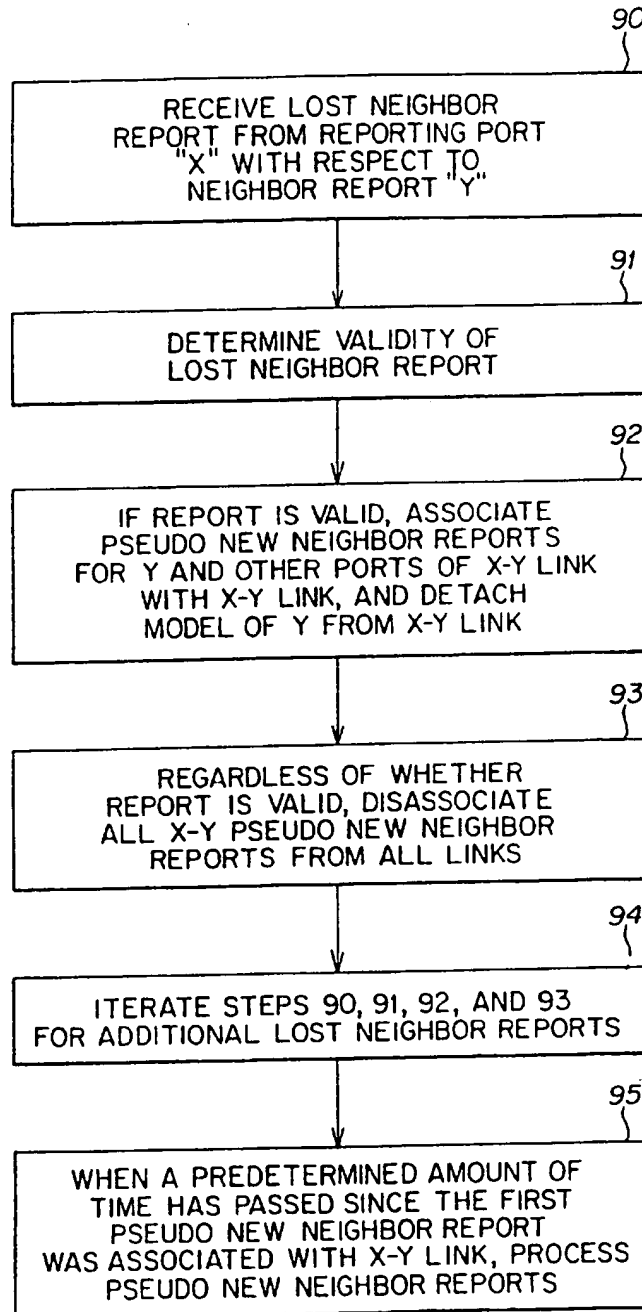 90
RECEIVE LOST NEIGHBOR
REPORT FROM REPORTING PORT
"X" WITH RESPECT TO
NEIGHBOR REPORT "Y"
91
DETERMINE VALIDITY OF
LOST NEIGHBOR REPORT
92
IF REPORT IS VALID, ASSOCIATE
PSEUDO NEW NEIGHBOR REPORTS
FOR Y AND OTHER PORTS OF X-Y LINK
WITH X-Y LINK, AND DETACH
MODEL OF Y FROM X-Y LINK
93
REGARDLESS OF WHETHER
REPORT IS VALID, DISASSOCIATE
ALL X-Y PSEUDO NEW NEIGHBOR
REPORTS FROM ALL LINKS
94
ITERATE STEPS 90, 91, 92, AND 93
FOR ADDITIONAL LOST NEIGHBOR REPORTS
95
WHEN A PREDETERMINED AMOUNT OF
TIME HAS PASSED SINCE THE FIRST
PSEUDO NEW NEIGHBOR REPORT
WAS ASSOCIATED WITH X-Y LINK, PROCESS
PSEUDO NEW NEIGHBOR REPORTS